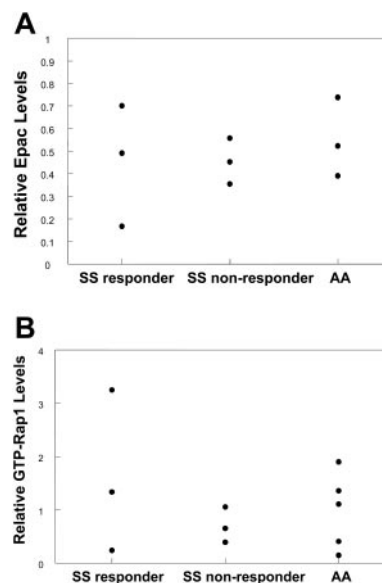 A
Relative Epac Levels
1
0.9
0.8
0.7
0.6
0.5
0.4
0.3
0.2
0.1
0
SS responder SS non-responder AA
B
Relative GTP-Rap1 Levels
4
3
2
1
0
SS responder SS non-responder AA